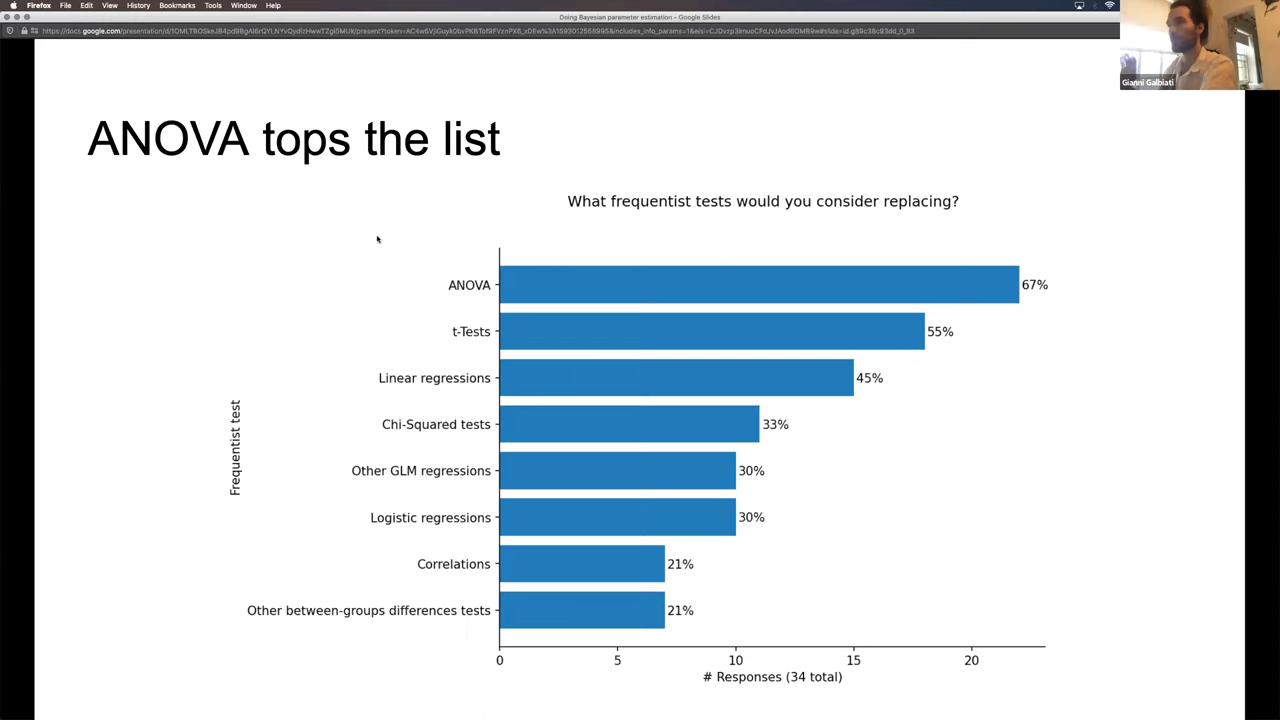 Firefox File Edit View History Bookmarks Tools Window Help
Doing Bayesian parameter estimation - Google Slides
Gianni Galbiati
ANOVA tops the list
What frequentist tests would you consider replacing?
ANOVA 67%
t-Tests 55%
Linear regressions 45%
Chi-Squared tests 33%
Other GLM regressions 30%
Logistic regressions 30%
Correlations 21%
Other between-groups differences tests 21%
Frequentist test
0 5 10 15 20
# Responses (34 total)